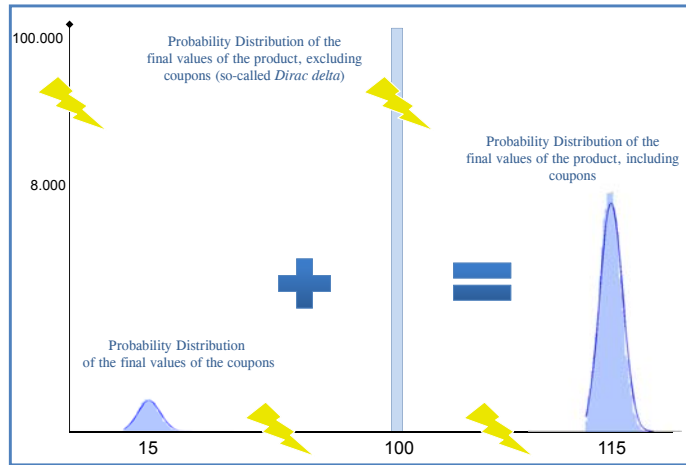 100.000
Probability Distribution of the
final values of the product, excluding
coupons (so-called Dirac delta)
Probability Distribution of the
final values of the product, including
coupons
8.000
Probability Distribution
of the final values of the coupons
15
100
115